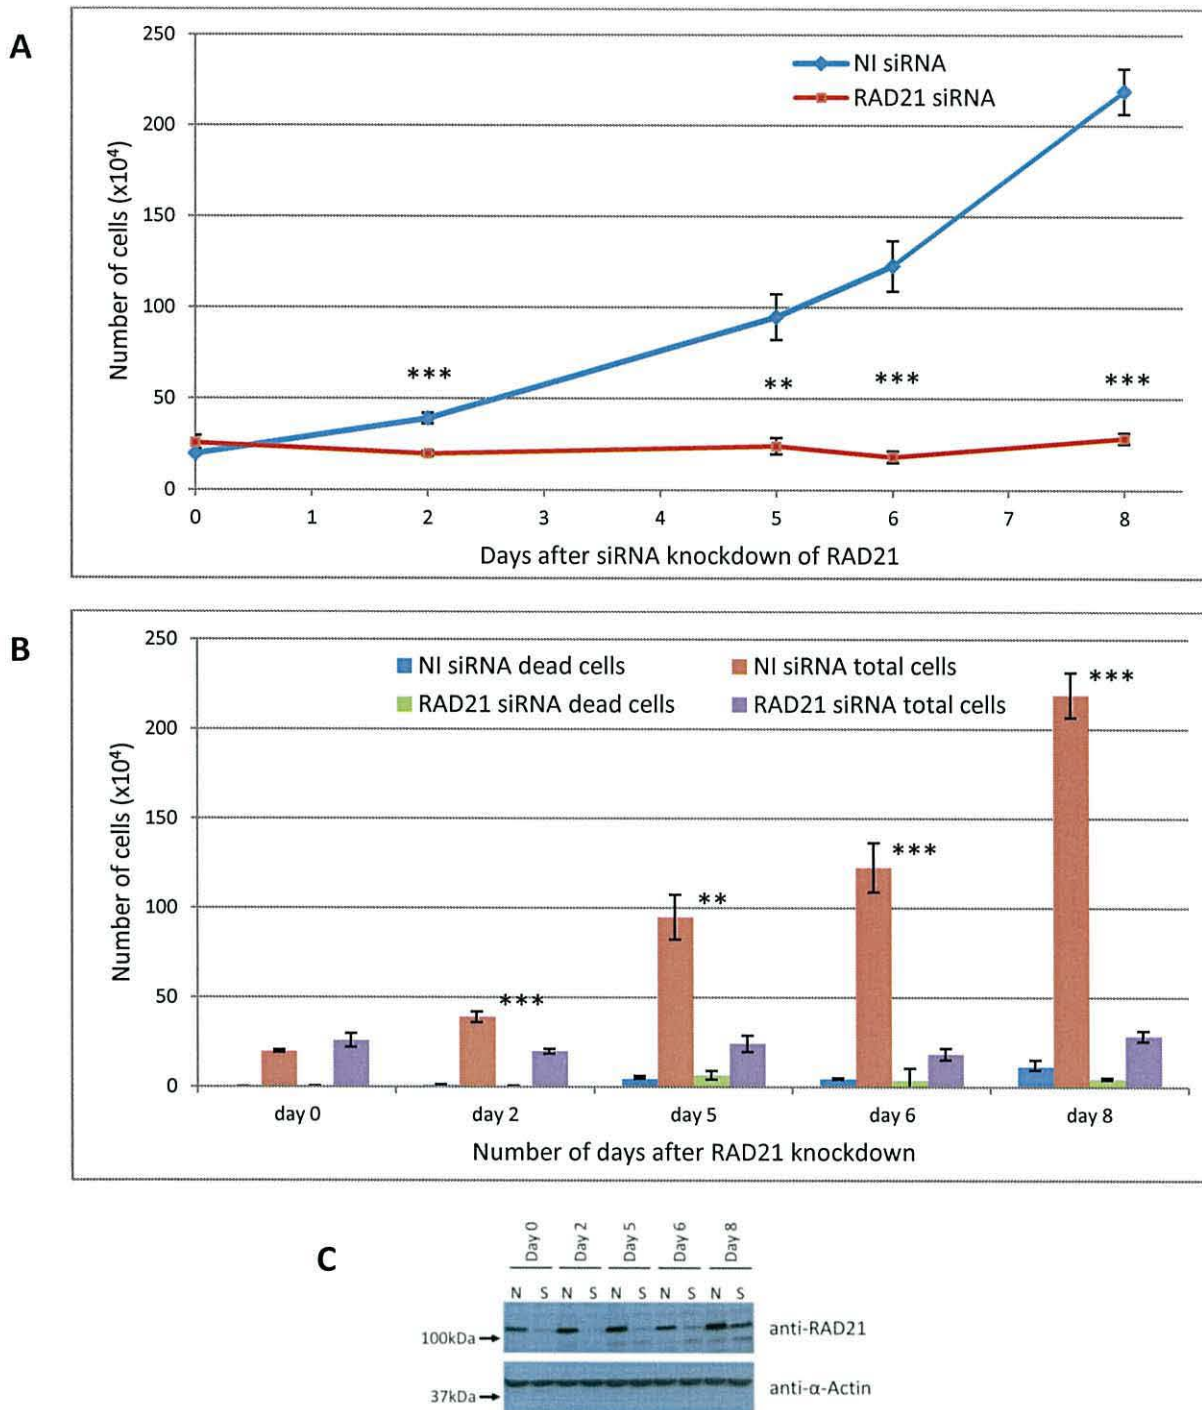 A
250
200
150
100
50
0
Number of cells (x10⁴)
NI siRNA
RAD21 siRNA
***
**
***
***
0 1 2 3 4 5 6 7 8
Days after siRNA knockdown of RAD21
B
250
200
150
100
50
0
Number of cells (x10⁴)
NI siRNA dead cells
NI siRNA total cells
RAD21 siRNA dead cells
RAD21 siRNA total cells
***
**
***
***
day 0 day 2 day 5 day 6 day 8
Number of days after RAD21 knockdown
C
Day 0 Day 2 Day 5 Day 6 Day 8
N S N S N S N S N S
100kDa
anti-RAD21
37kDa
anti-α-Actin